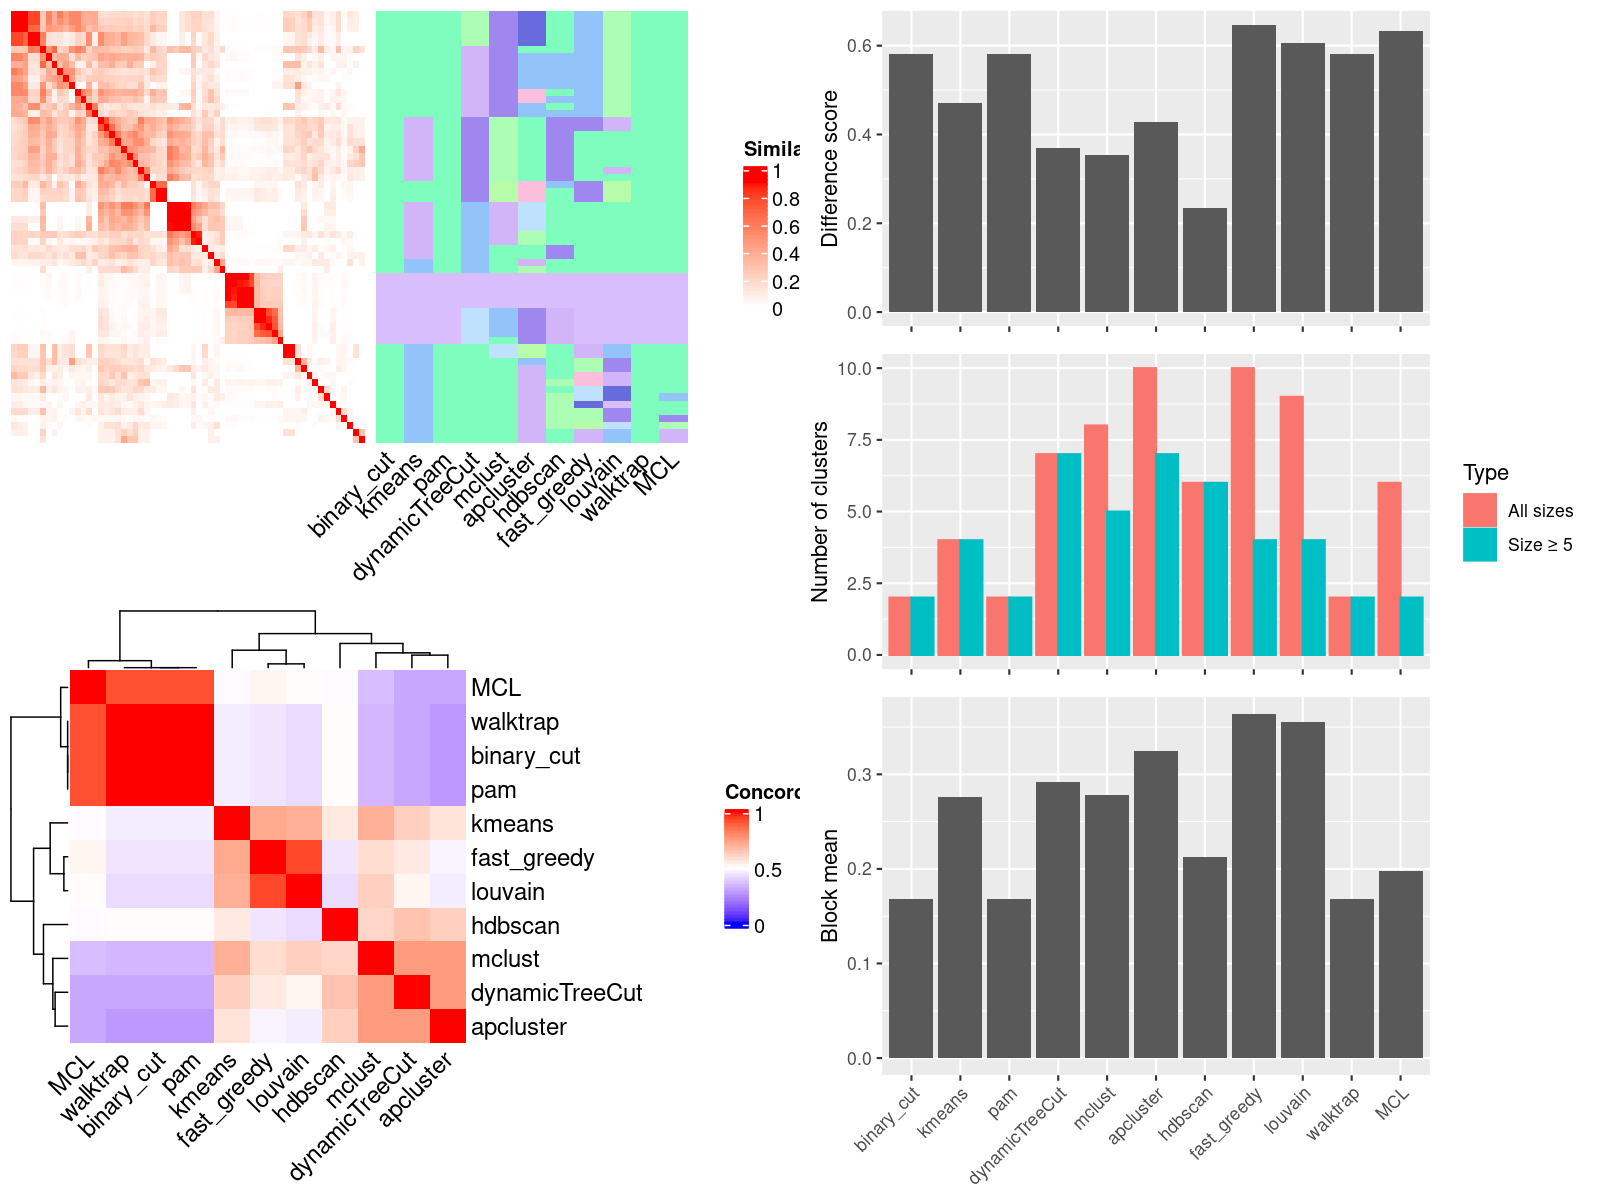 Simila
1
0.8
0.6
0.4
0.2
0
binary_cut
kmeans
pam
dynamicTreeCut
mclust
apcluster
hdbscan
fast_greedy
louvain
walktrap
MCL
MCL
walktrap
binary_cut
pam
kmeans
fast_greedy
louvain
hdbscan
mclust
dynamicTreeCut
apcluster
MCL
walktrap
binary_cut
pam
kmeans
fast_greedy
louvain
hdbscan
mclust
dynamicTreeCut
apcluster
Concord
1
0.5
0
Difference score
0.6
0.4
0.2
0.0
Number of clusters
10.0
7.5
5.0
2.5
0.0
Type
All sizes
Size ≥ 5
Block mean
0.3
0.2
0.1
0.0
binary_cut
kmeans
pam
dynamicTreeCut
mclust
apcluster
hdbscan
fast_greedy
louvain
walktrap
MCL